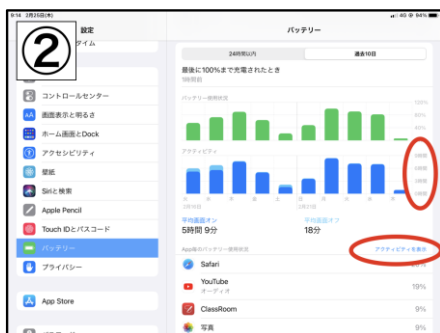 9:14 2月25日(木)
4G 94%
②
設定
タイム
コントロールセンター
画面表示と明るさ
ホーム画面とDock
アクセシビリティ
壁紙
Siriと検索
Apple Pencil
Touch IDとパスコード
バッテリー
プライバシー
App Store
バッテリー
24時間以内
過去10日
最後に100%まで充電されたとき
バッテリー使用状況
100%
アクティビティ
平均画面オン
5時間 9分
平均画面オフ
18分
App毎のバッテリー使用状況
アクティビティを表示
Safari
YouTube
オーディオ
19%
ClassRoom
9%
写真
9%